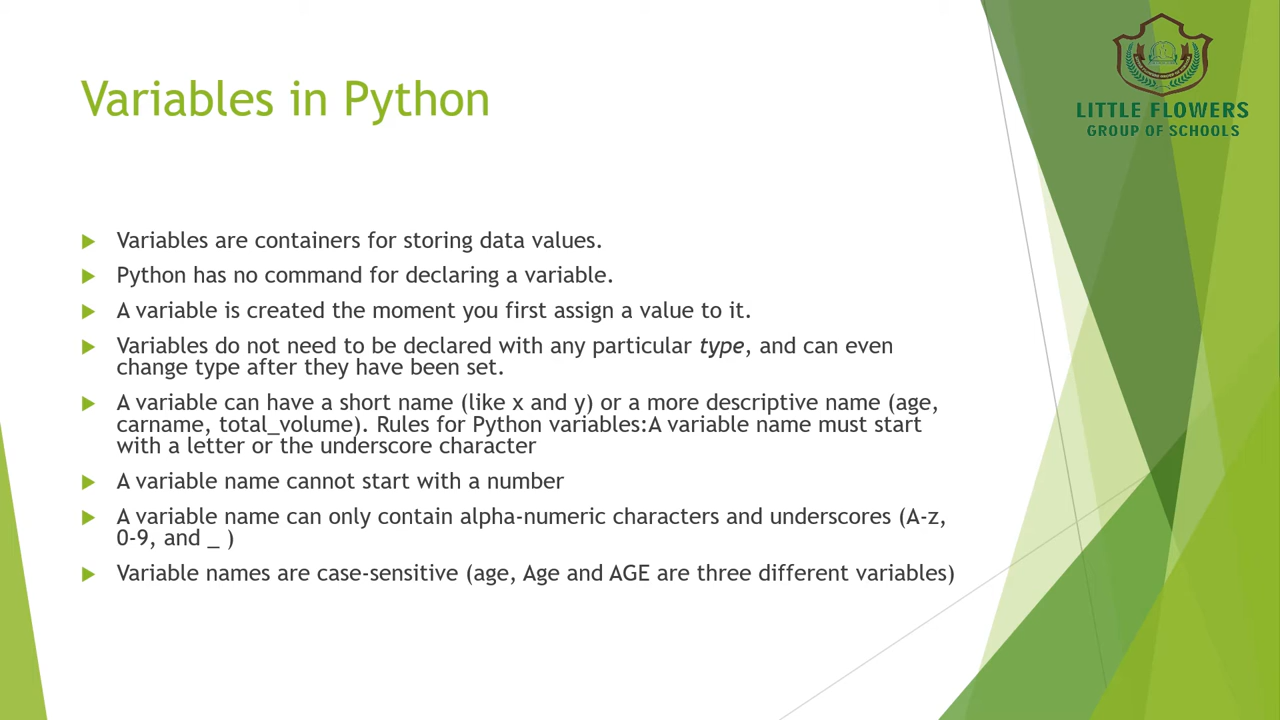 LITTLE FLOWERS
GROUP OF SCHOOLS
Variables in Python
Variables are containers for storing data values.
Python has no command for declaring a variable.
A variable is created the moment you first assign a value to it.
Variables do not need to be declared with any particular type, and can even
change type after they have been set.
A variable can have a short name (like x and y) or a more descriptive name (age,
carname, total_volume). Rules for Python variables:A variable name must start
with a letter or the underscore character
A variable name cannot start with a number
A variable name can only contain alpha-numeric characters and underscores (A-z,
0-9, and _ )
Variable names are case-sensitive (age, Age and AGE are three different variables)